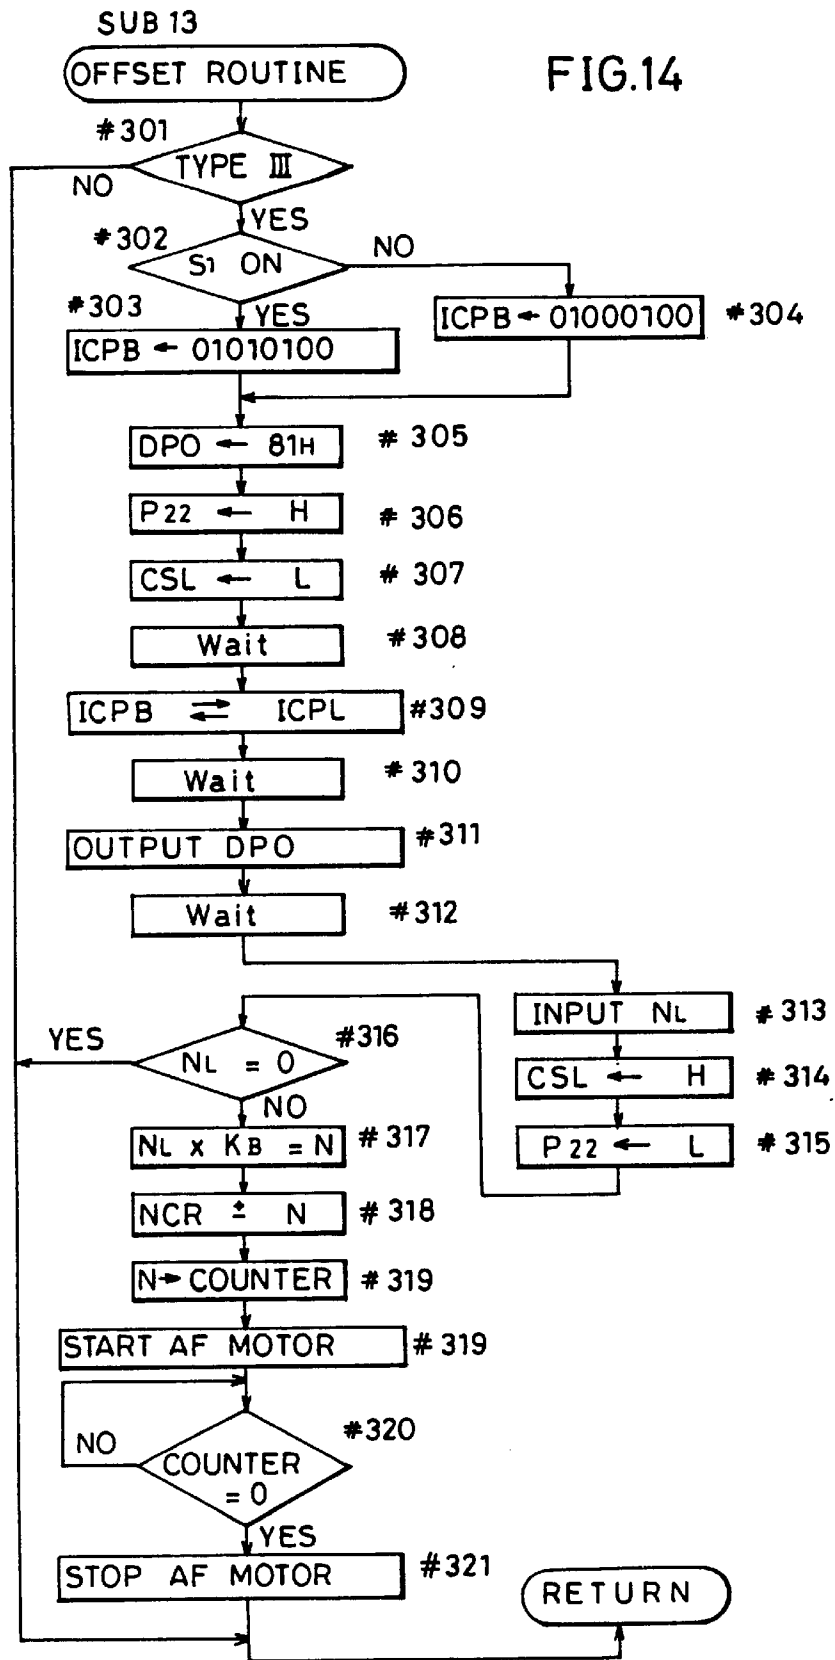 SUB 13
OFFSET ROUTINE
FIG.14
#301
TYPE III
NO
YES
#302
S1 ON
NO
#303
YES
ICPB ← 01010100
ICPB ← 01000100
#304
DPO ← 81H
#305
P22 ← H
#306
CSL ← L
#307
Wait
#308
ICPB ⇄ ICPL
#309
Wait
#310
OUTPUT DPO
#311
Wait
#312
INPUT NL
#313
CSL ← H
#314
P22 ← L
#315
YES
NL = 0
#316
NO
NL x KB = N
#317
NCR ± N
#318
N→ COUNTER
#319
START AF MOTOR
#319
NO
COUNTER
= 0
#320
YES
STOP AF MOTOR
#321
RETURN